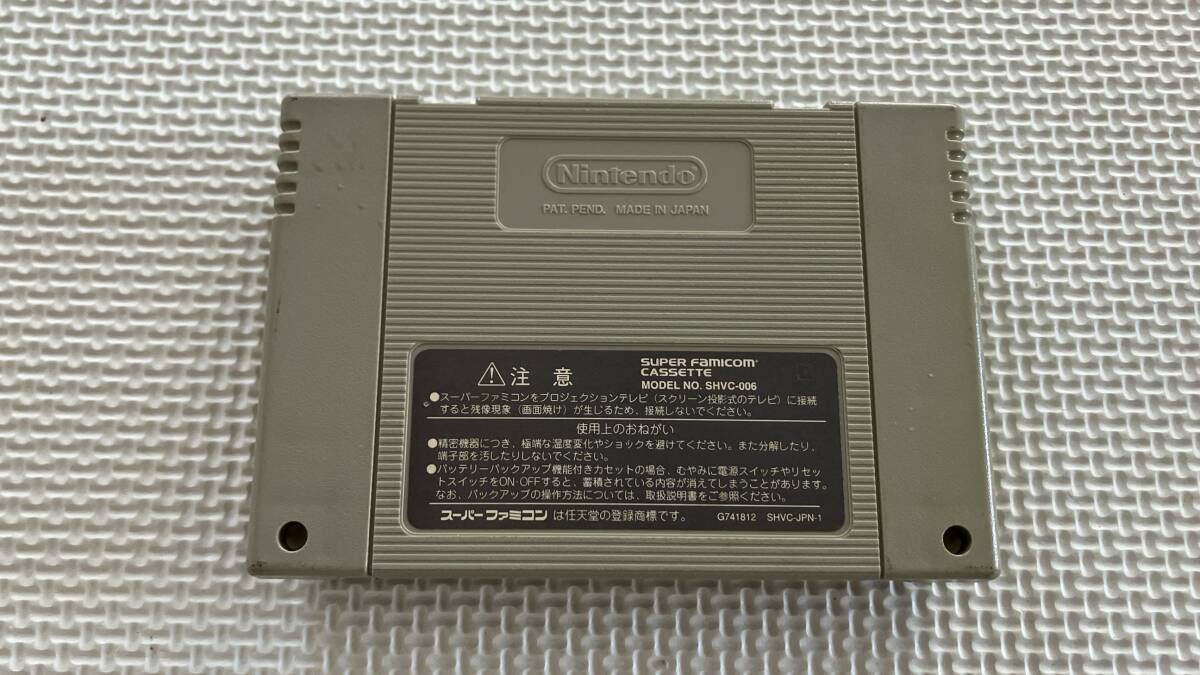 Nintendo
PAT. PEND. MADE IN JAPAN
注 意
SUPER FAMICOM
CASSETTE
MODEL NO. SHVC-006
●スーパーファミコンをプロジェクションテレビ（スクリーン投影式のテレビ）に接続
すると残像現象（画面焼け）が生じるため、接続しないでください。
使用上のおねがい
●精密機器につき、極端な温度変化やショックを避けてください。また分解したり、
端子部を汚したりしないでください。
●バッテリーバックアップ機能付きカセットの場合、むやみに電源スイッチやリセッ
トスイッチをON·OFFすると、蓄積されている内容が消えてしまうことがあります。
なお、バックアップの操作方法については、取扱説明書をご参照ください。
スーパーファミコン は任天堂の登録商標です。 G741812 SHVC-JPN-1